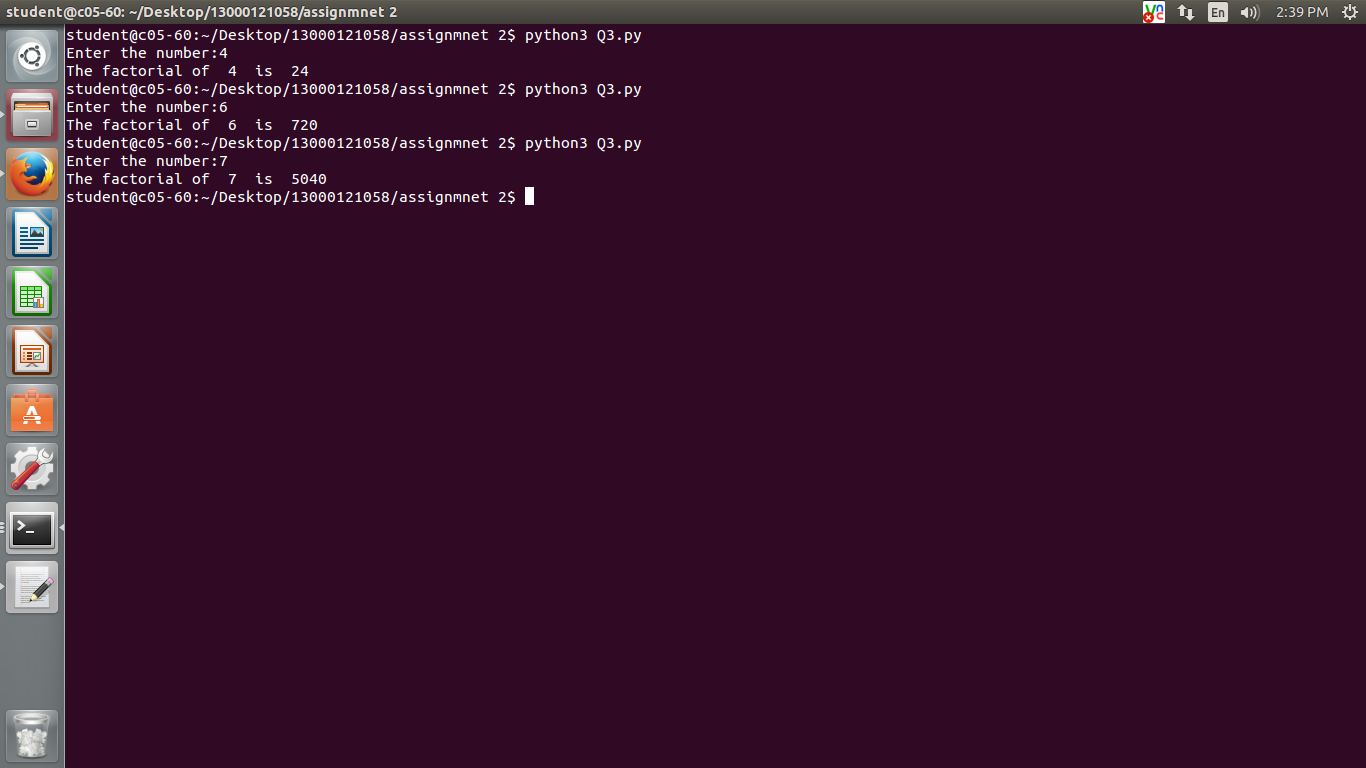 student@c05-60: ~/Desktop/13000121058/assignmnet 2
En
2:39 PM
student@c05-60:~/Desktop/13000121058/assignmnet 2$ python3 Q3.py
Enter the number:4
The factorial of  4  is  24
student@c05-60:~/Desktop/13000121058/assignmnet 2$ python3 Q3.py
Enter the number:6
The factorial of  6  is  720
student@c05-60:~/Desktop/13000121058/assignmnet 2$ python3 Q3.py
Enter the number:7
The factorial of  7  is  5040
student@c05-60:~/Desktop/13000121058/assignmnet 2$